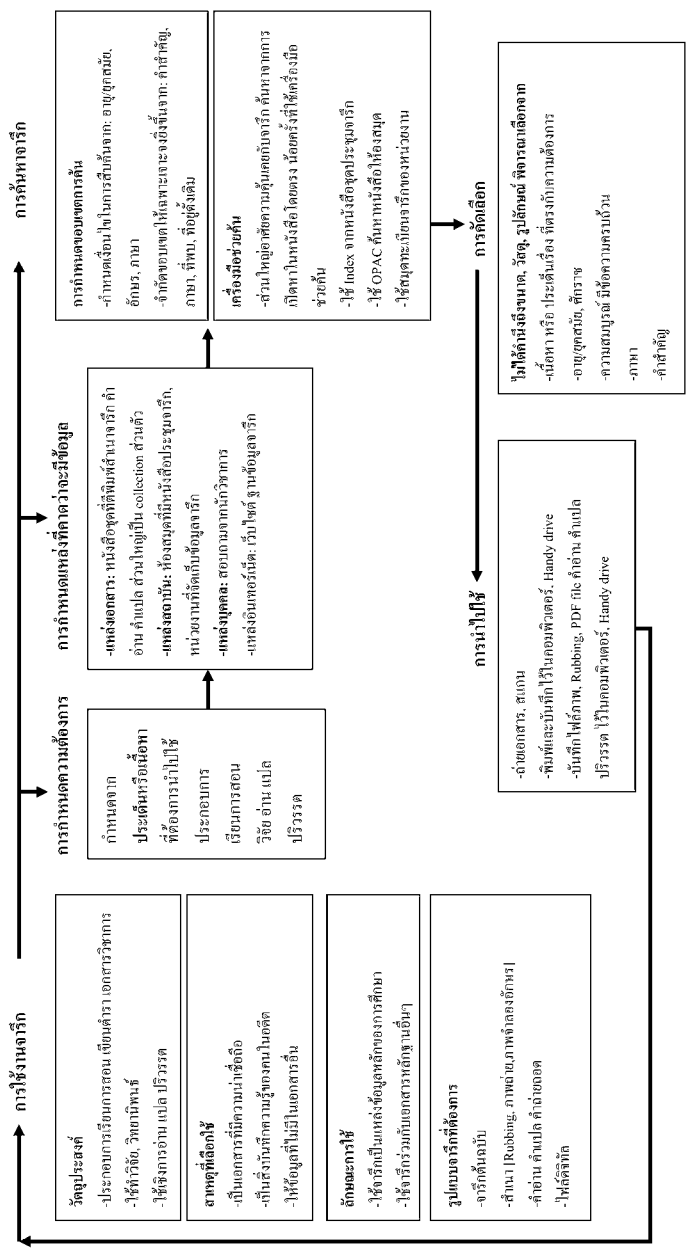 การใช้งานจารึก
วัตถุประสงค์
-ประกอบการเรียนการสอน เขียนตำรา เอกสารวิชาการ
-ใช้ทำวิจัย, วิทยานิพนธ์
-ใช้เชิงการอ่าน แปล ปริวรรต
สาเหตุที่เลือกใช้
-เป็นเอกสารที่มีความน่าเชื่อถือ
-เป็นสิ่งบันทึกความรู้ของคนในอดีต
-ให้ข้อมูลที่ไม่มีในเอกสารอื่น
ลักษณะการใช้
-ใช้จารึกเป็นแหล่งข้อมูลหลักของการศึกษา
-ใช้จารึกร่วมกับเอกสารหลักฐานอื่นๆ
รูปแบบจารึกที่ต้องการ
-จารึกต้นฉบับ
-สำเนา [Rubbing, ภาพถ่าย,ภาพจำลองอักษร]
-คำอ่าน คำแปล คำถ่ายถอด
-ไฟล์ดิจิทัล
การกำหนดความต้องการ
กำหนดจาก
ประเด็นหรือเนื้อหา
ที่ต้องการนำไปใช้
ประกอบการ
เรียนการสอน
วิจัย อ่าน แปล
ปริวรรต
การกำหนดแหล่งที่คาดว่าจะมีข้อมูล
-แหล่งเอกสาร: หนังสือชุดที่ตีพิมพ์สำเนาจารึก คำ
อ่าน คำแปล ส่วนใหญ่เป็น collection ส่วนตัว
-แหล่งสถาบัน: ห้องสมุดที่มีหนังสือประชุมจารึก,
หน่วยงานที่จัดเก็บข้อมูลจารึก
-แหล่งบุคคล: สอบถามจากนักวิชาการ
-แหล่งอินเทอร์เน็ต: เว็บไซต์ ฐานข้อมูลจารึก
การค้นหาจารึก
การกำหนดขอบเขตการค้น
-กำหนดเงื่อนไขในการสืบค้นจาก: อายุ/ยุคสมัย,
อักษร, ภาษา
-จำกัดขอบเขตให้เฉพาะเจาะจงยิ่งขึ้นจาก: คำสำคัญ,
ภาษา, ที่พบ, ที่อยู่ดั้งเดิม
เครื่องมือช่วยค้น
-ส่วนใหญ่อาศัยความคุ้นเคยกับจารึก ค้นหาจากการ
เปิดหาในหนังสือโดยตรง น้อยครั้งที่ใช้เครื่องมือ
ช่วยค้น
-ใช้ Index จากหนังสือชุดประชุมจารึก
-ใช้ OPAC ค้นหาหนังสือให้ห้องสมุด
-ใช้สมุดทะเบียนจารึกของหน่วยงาน
การคัดเลือก
ไม่ได้คำนึงถึงขนาด, วัสดุ, รูปลักษณ์ พิจารณาเลือกจาก
-เนื้อหา หรือ ประเด็นเรื่อง ที่ตรงกับความต้องการ
-อายุ/ยุคสมัย, ศักราช
-ความสมบูรณ์ มีข้อความครบถ้วน
-ภาษา
-คำสำคัญ
การนำไปใช้
-ถ่ายเอกสาร, สแกน
-พิมพ์และบันทึกไว้ในคอมพิวเตอร์, Handy drive
-บันทึกไฟล์ภาพ, Rubbing, PDF file คำอ่าน คำแปล
ปริวรรต ไว้ในคอมพิวเตอร์, Handy drive